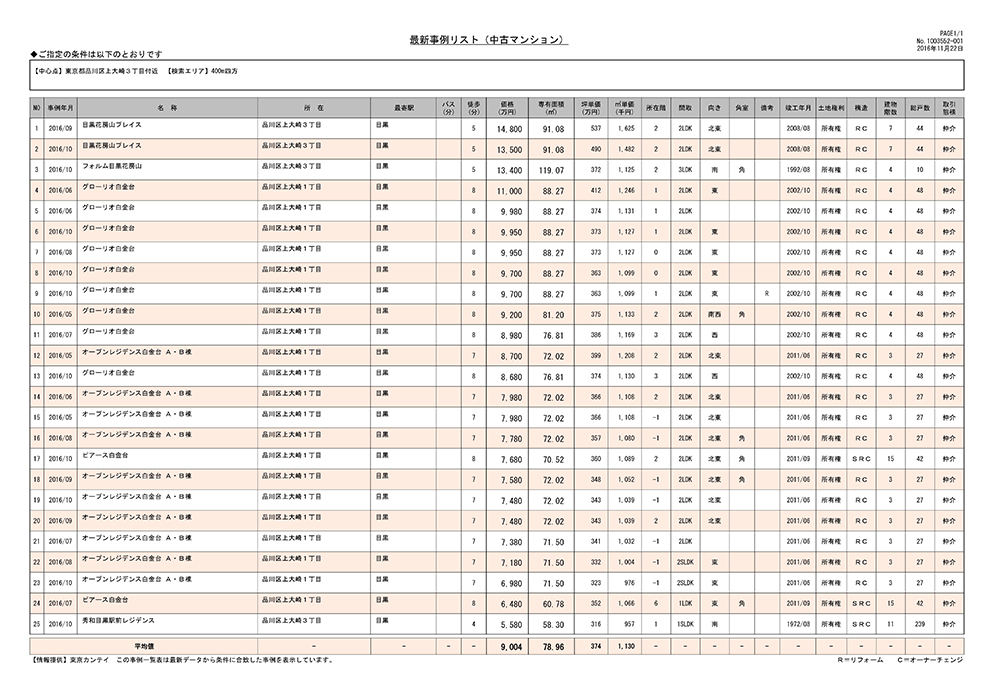 最新事例リスト（中古マンション）
PAGE1/1
No.1003552-001
2016年11月22日
◆ご指定の条件は以下のとおりです
【中心点】東京都品川区上大崎３丁目付近　【検索エリア】400m四方
NO 事例年月 名　称 所　在 最寄駅 バス（分） 徒歩（分） 価格（万円） 専有面積（㎡） 坪単価（万円） ㎡単価（千円） 所在階 間取 向き 角室 備考 竣工年月 土地権利 構造 建物階数 総戸数 取引態様
1 2016/09 目黒花房山プレイス 品川区上大崎３丁目 目黒 5 14,800 91.08 537 1,625 2 2LDK 北東 2008/08 所有権 ＲＣ 7 44 仲介
2 2016/10 目黒花房山プレイス 品川区上大崎３丁目 目黒 5 13,500 91.08 490 1,482 2 2LDK 北東 2008/08 所有権 ＲＣ 7 44 仲介
3 2016/10 フォルム目黒花房山 品川区上大崎３丁目 目黒 5 13,400 119.07 372 1,125 2 3LDK 南 角 1992/08 所有権 ＲＣ 4 10 仲介
4 2016/06 グローリオ白金台 品川区上大崎１丁目 目黒 8 11,000 88.27 412 1,246 1 2LDK 東 2002/10 所有権 ＲＣ 4 48 仲介
5 2016/06 グローリオ白金台 品川区上大崎１丁目 目黒 8 9,980 88.27 374 1,131 1 2LDK 2002/10 所有権 ＲＣ 4 48 仲介
6 2016/10 グローリオ白金台 品川区上大崎１丁目 目黒 8 9,950 88.27 373 1,127 1 2LDK 東 2002/10 所有権 ＲＣ 4 48 仲介
7 2016/08 グローリオ白金台 品川区上大崎１丁目 目黒 8 9,950 88.27 373 1,127 0 2LDK 東 2002/10 所有権 ＲＣ 4 48 仲介
8 2016/10 グローリオ白金台 品川区上大崎１丁目 目黒 8 9,700 88.27 363 1,099 0 2LDK 東 2002/10 所有権 ＲＣ 4 48 仲介
9 2016/10 グローリオ白金台 品川区上大崎１丁目 目黒 8 9,700 88.27 363 1,099 1 2LDK 東 R 2002/10 所有権 ＲＣ 4 48 仲介
10 2016/05 グローリオ白金台 品川区上大崎１丁目 目黒 8 9,200 81.20 375 1,133 2 2LDK 南西 角 2002/10 所有権 ＲＣ 4 48 仲介
11 2016/07 グローリオ白金台 品川区上大崎１丁目 目黒 8 8,980 76.81 386 1,169 3 2LDK 西 2002/10 所有権 ＲＣ 4 48 仲介
12 2016/05 オープンレジデンス白金台 Ａ・Ｂ棟 品川区上大崎１丁目 目黒 7 8,700 72.02 399 1,208 2 2LDK 北東 2011/06 所有権 ＲＣ 3 27 仲介
13 2016/10 グローリオ白金台 品川区上大崎１丁目 目黒 8 8,680 76.81 374 1,130 3 2LDK 西 2002/10 所有権 ＲＣ 4 48 仲介
14 2016/06 オープンレジデンス白金台 Ａ・Ｂ棟 品川区上大崎１丁目 目黒 7 7,980 72.02 366 1,108 2 2LDK 北東 2011/06 所有権 ＲＣ 3 27 仲介
15 2016/05 オープンレジデンス白金台 Ａ・Ｂ棟 品川区上大崎１丁目 目黒 7 7,980 72.02 366 1,108 -1 2LDK 北東 2011/06 所有権 ＲＣ 3 27 仲介
16 2016/08 オープンレジデンス白金台 Ａ・Ｂ棟 品川区上大崎１丁目 目黒 7 7,780 72.02 357 1,080 -1 2LDK 北東 角 2011/06 所有権 ＲＣ 3 27 仲介
17 2016/10 ピアース白金台 品川区上大崎１丁目 目黒 8 7,680 70.52 360 1,089 2 2LDK 北東 角 2011/09 所有権 ＳＲＣ 15 42 仲介
18 2016/09 オープンレジデンス白金台 Ａ・Ｂ棟 品川区上大崎１丁目 目黒 7 7,580 72.02 348 1,052 -1 2LDK 北東 角 2011/06 所有権 ＲＣ 3 27 仲介
19 2016/10 オープンレジデンス白金台 Ａ・Ｂ棟 品川区上大崎１丁目 目黒 7 7,480 72.02 343 1,039 -1 2LDK 北東 2011/06 所有権 ＲＣ 3 27 仲介
20 2016/09 オープンレジデンス白金台 Ａ・Ｂ棟 品川区上大崎１丁目 目黒 7 7,480 72.02 343 1,039 2 2LDK 北東 2011/06 所有権 ＲＣ 3 27 仲介
21 2016/07 オープンレジデンス白金台 Ａ・Ｂ棟 品川区上大崎１丁目 目黒 7 7,380 71.50 341 1,032 -1 2LDK 2011/06 所有権 ＲＣ 3 27 仲介
22 2016/08 オープンレジデンス白金台 Ａ・Ｂ棟 品川区上大崎１丁目 目黒 7 7,180 71.50 332 1,004 -1 2SLDK 東 2011/06 所有権 ＲＣ 3 27 仲介
23 2016/10 オープンレジデンス白金台 Ａ・Ｂ棟 品川区上大崎１丁目 目黒 7 6,980 71.50 323 976 -1 2SLDK 東 2011/06 所有権 ＲＣ 3 27 仲介
24 2016/07 ピアース白金台 品川区上大崎１丁目 目黒 8 6,480 60.78 352 1,066 6 1LDK 東 角 2011/09 所有権 ＳＲＣ 15 42 仲介
25 2016/10 秀和目黒駅前レジデンス 品川区上大崎３丁目 目黒 4 5,580 58.30 316 957 1 1SLDK 南 1972/08 所有権 ＳＲＣ 11 239 仲介
平均値 － － － － 9,004 78.96 374 1,130 － － － － － － － － － － －
【情報提供】東京カンテイ　この事例一覧表は最新データから条件に合致した事例を表示しています。 Ｒ＝リフォーム　Ｃ＝オーナーチェンジ